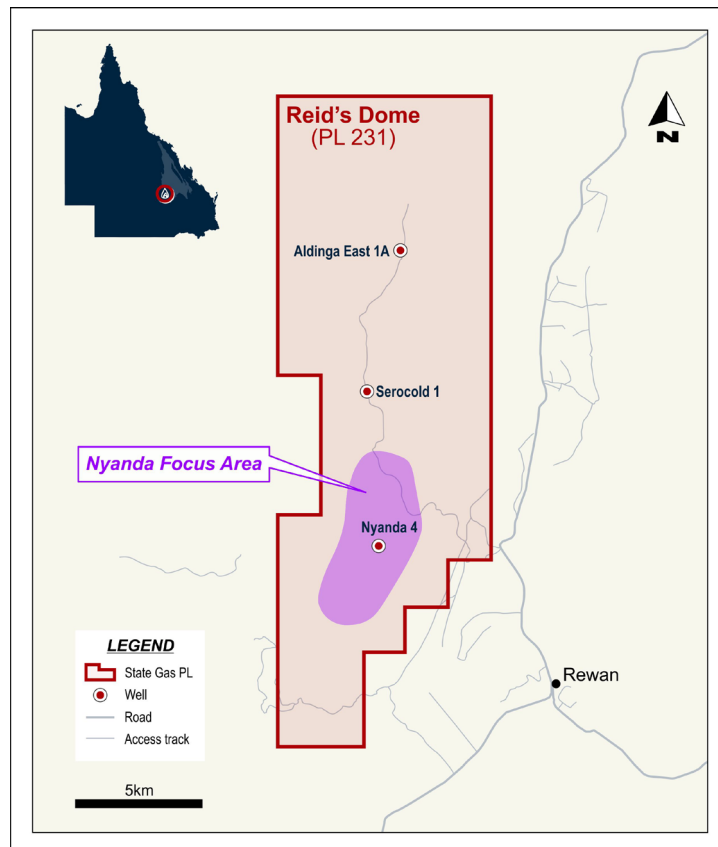 Reid's Dome
(PL 231)
N
Aldinga East 1A
Serocold 1
Nyanda Focus Area
Nyanda 4
Rewan
LEGEND
State Gas PL
Well
Road
Access track
5km